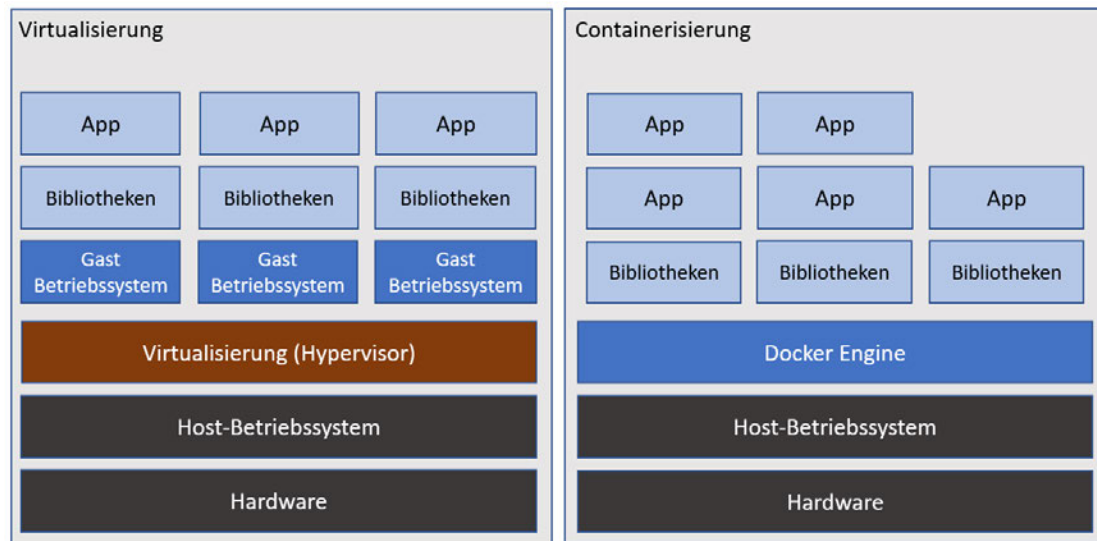 Virtualisierung
App
App
App
Bibliotheken
Bibliotheken
Bibliotheken
Gast
Betriebssystem
Gast
Betriebssystem
Gast
Betriebssystem
Virtualisierung (Hypervisor)
Host-Betriebssystem
Hardware
Containerisierung
App
App
App
App
App
Bibliotheken
Bibliotheken
Bibliotheken
Docker Engine
Host-Betriebssystem
Hardware